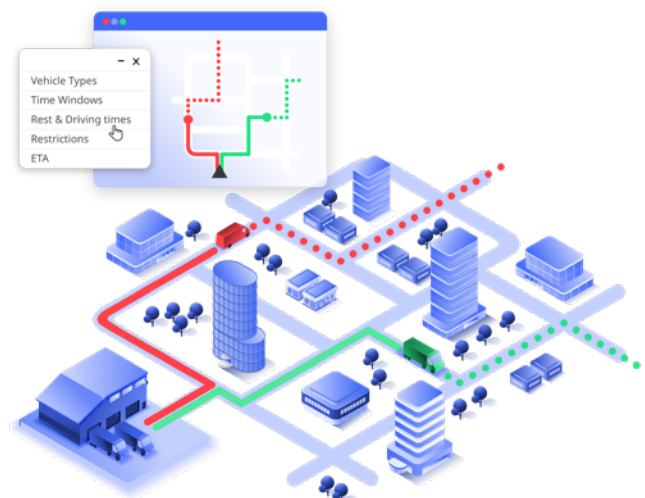 Vehicle Types
Time Windows
Rest & Driving times
Restrictions
ETA